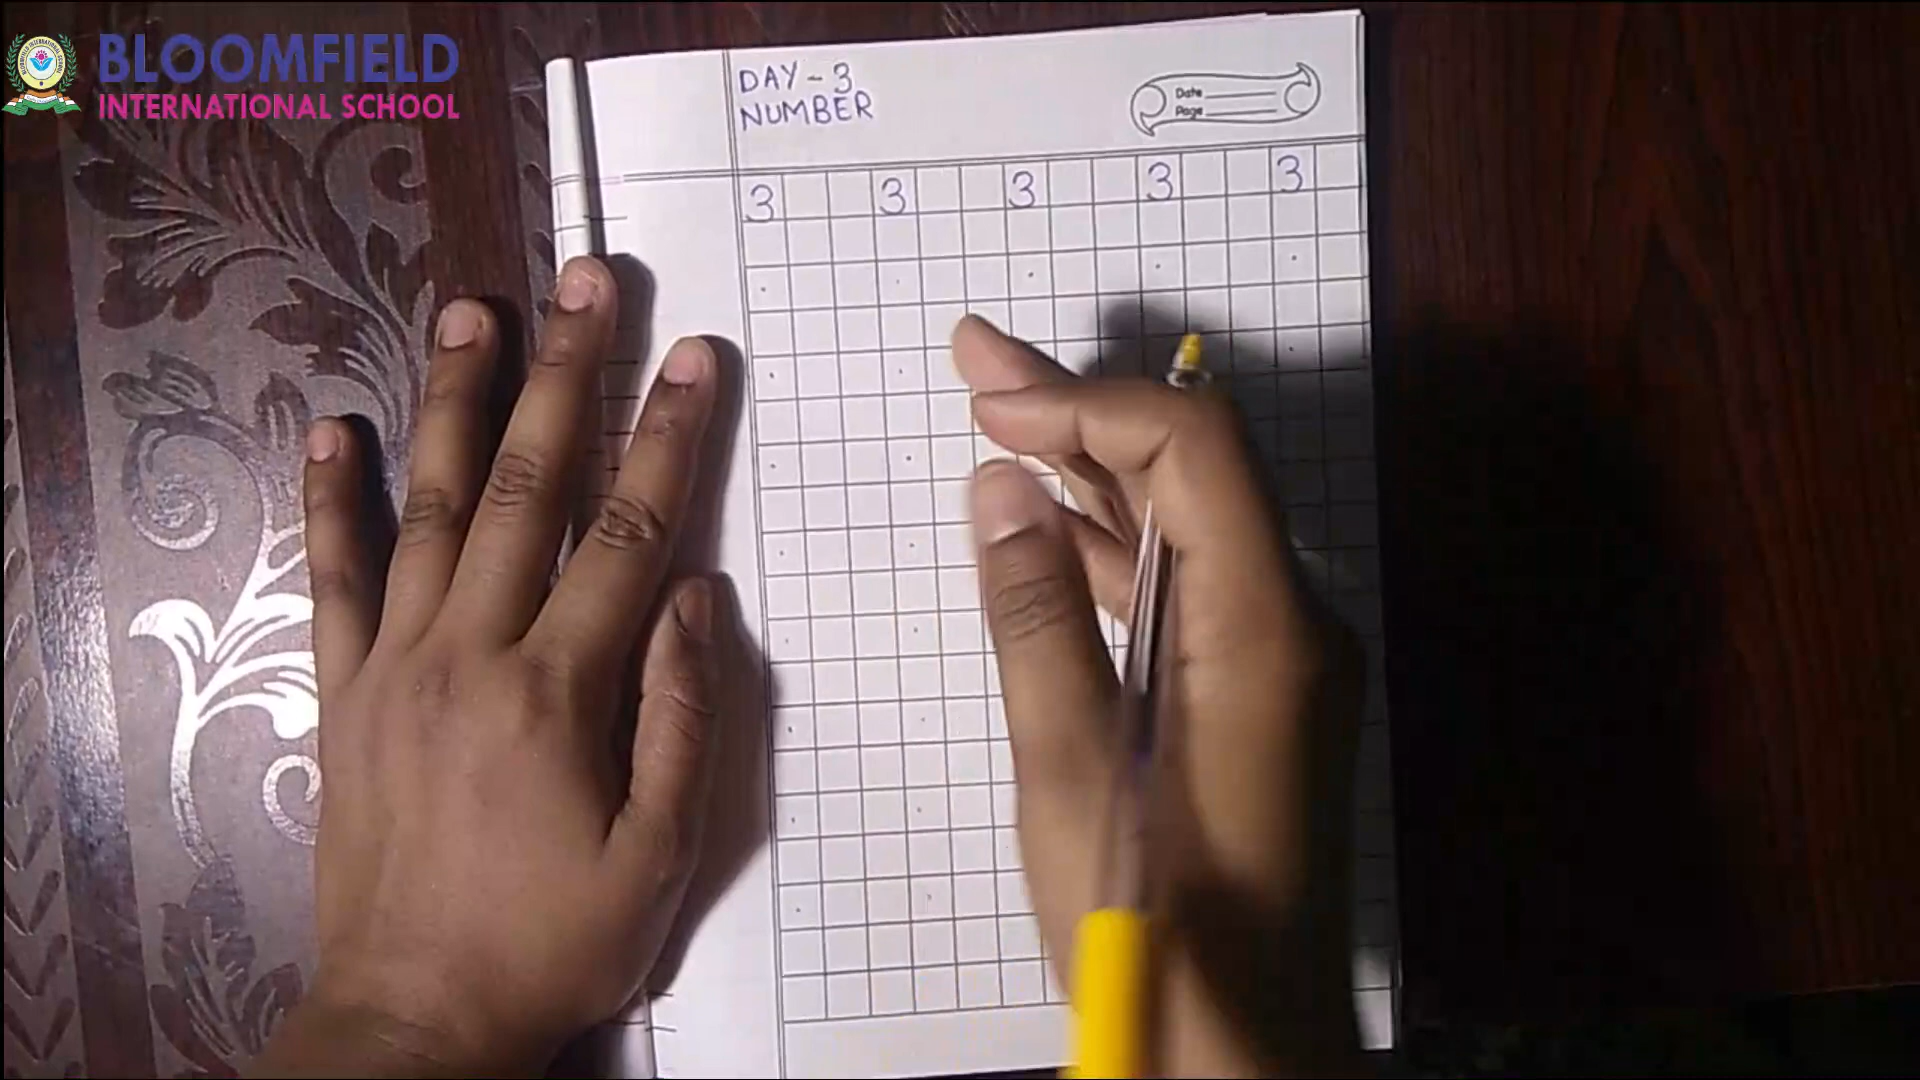 BLOOMFIELD
INTERNATIONAL SCHOOL
DAY - 3
NUMBER
Date
Page
3 3 3 3 3